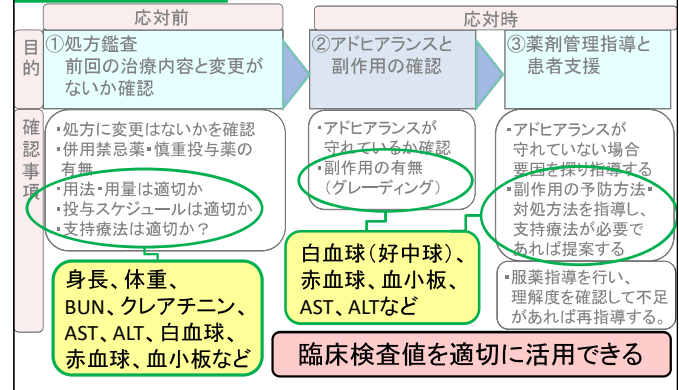 応対前
応対時
目的
①処方鑑査
前回の治療内容と変更が
ないか確認
②アドヒアランスと
副作用の確認
③薬剤管理指導と
患者支援
確認事項
・処方に変更はないかを確認
・併用禁忌薬・慎重投与薬の
有無
・用法・用量は適切か
・投与スケジュールは適切か
・支持療法は適切か？
・アドヒアランスが
守れているか確認
・副作用の有無
（グレーディング）
・アドヒアランスが
守れていない場合
要因を探り指導する
・副作用の予防方法・
対処方法を指導し、
支持療法が必要で
あれば提案する
・服薬指導を行い、
理解度を確認して不足
があれば再指導する。
身長、体重、
BUN、クレアチニン、
AST、ALT、白血球、
赤血球、血小板など
白血球（好中球）、
赤血球、血小板、
AST、ALTなど
臨床検査値を適切に活用できる